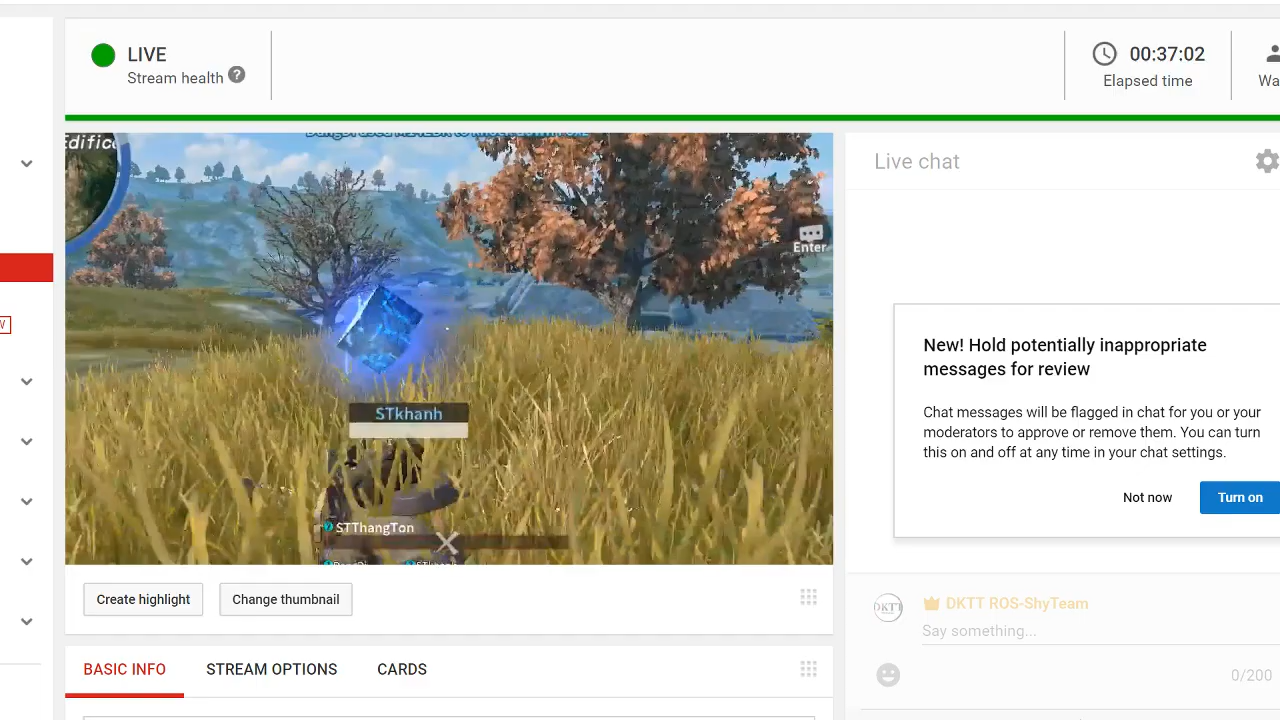 LIVE
Stream health
?
00:37:02
Elapsed time
Wa
Edific
Enter
STkhanh
STThangTon
Live chat
New! Hold potentially inappropriate
messages for review
Chat messages will be flagged in chat for you or your
moderators to approve or remove them. You can turn
this on and off at any time in your chat settings.
Not now
Turn on
Create highlight
Change thumbnail
DKTT
DKTT ROS-ShyTeam
Say something...
0/200
BASIC INFO
STREAM OPTIONS
CARDS